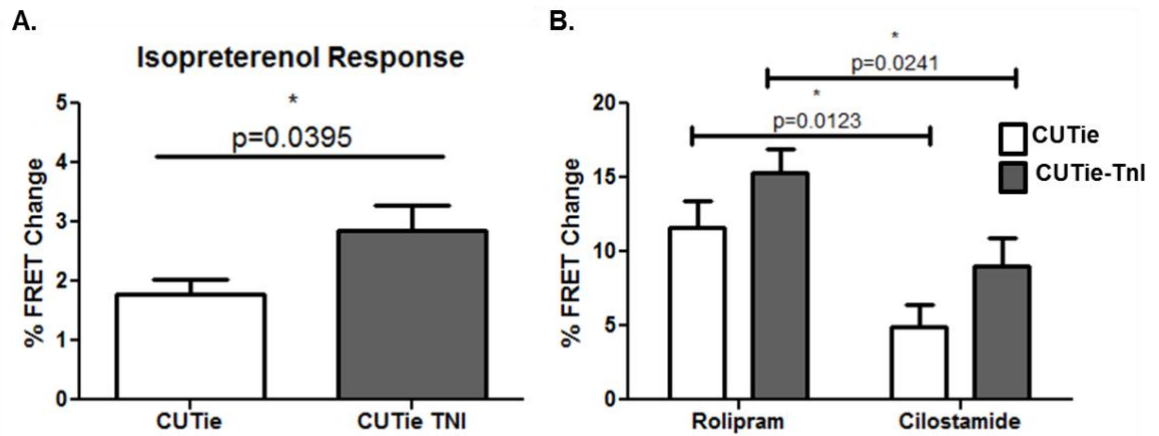 A.
Isopreterenol Response
*
p=0.0395
% FRET Change
5
4
3
2
1
0
CUTie
CUTie TNI
B.
*
p=0.0241
*
p=0.0123
% FRET Change
20
15
10
5
0
Rolipram
Cilostamide
CUTie
CUTie-TnI